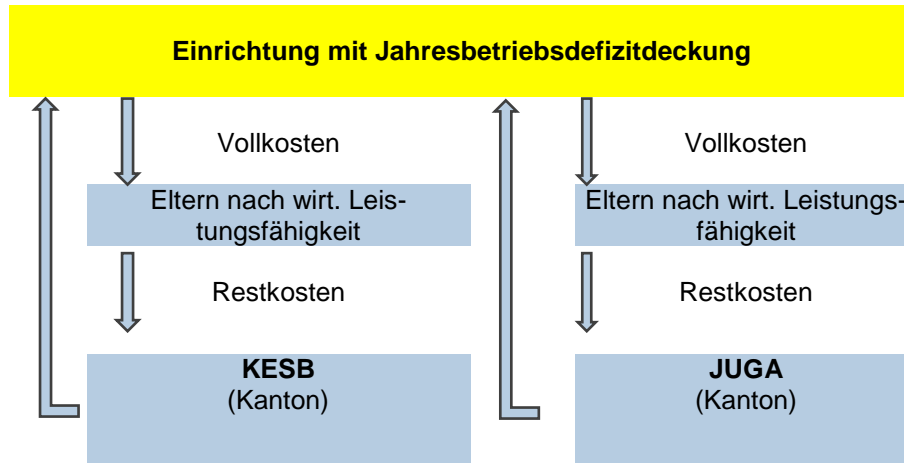 Einrichtung mit Jahresbetriebsdefizitdeckung
Vollkosten
Eltern nach wirt. Leis-
tungsfähigkeit
Restkosten
KESB
(Kanton)
Vollkosten
Eltern nach wirt. Leistungs-
fähigkeit
Restkosten
JUGA
(Kanton)